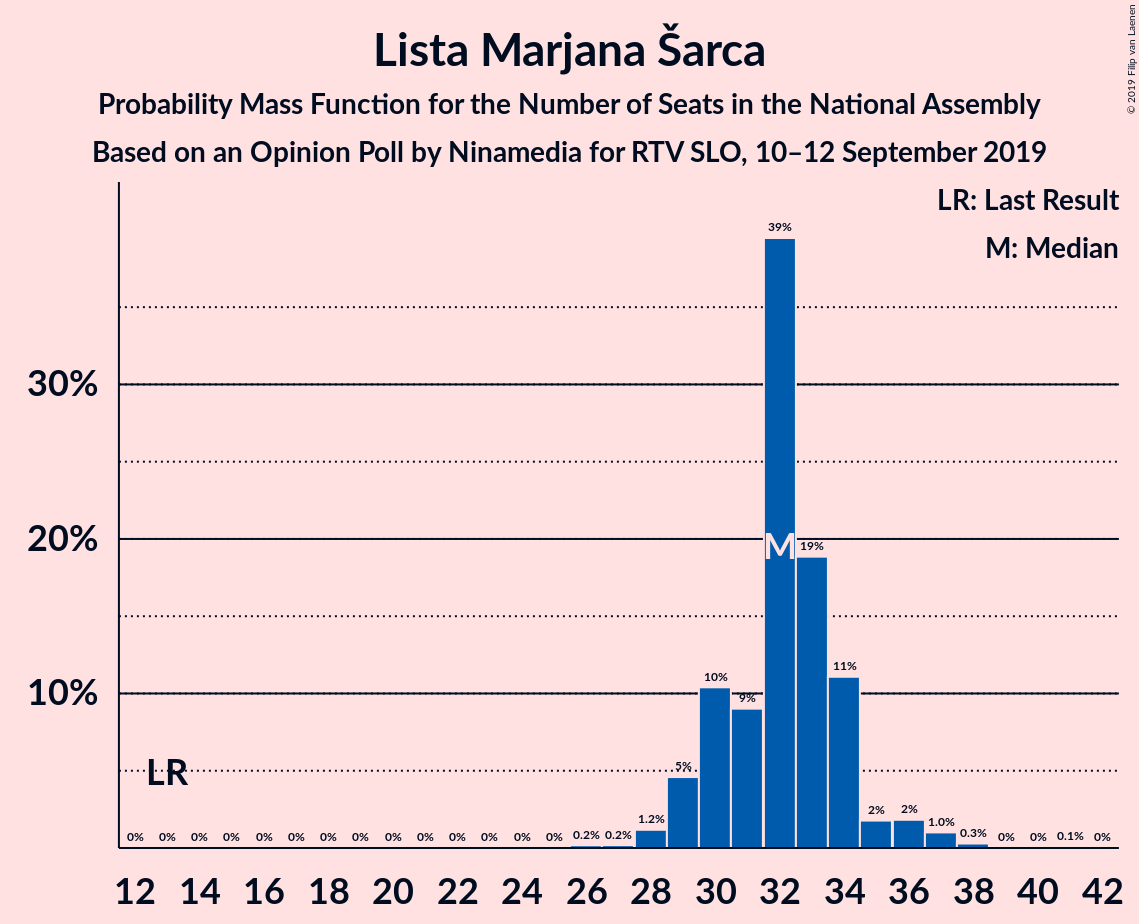 Lista Marjana Šarca
Probability Mass Function for the Number of Seats in the National Assembly
Based on an Opinion Poll by Ninamedia for RTV SLO, 10–12 September 2019
© 2019 Filip van Laenen
LR: Last Result
M: Median
39%
30%
20%
M
19%
11%
10%
10%
9%
LR
5%
2%
2%
1.2%
1.0%
0% 0% 0% 0% 0% 0% 0% 0% 0% 0% 0% 0% 0% 0% 0.2% 0.2% 0.3% 0% 0% 0.1% 0%
12 14 16 18 20 22 24 26 28 30 32 34 36 38 40 42